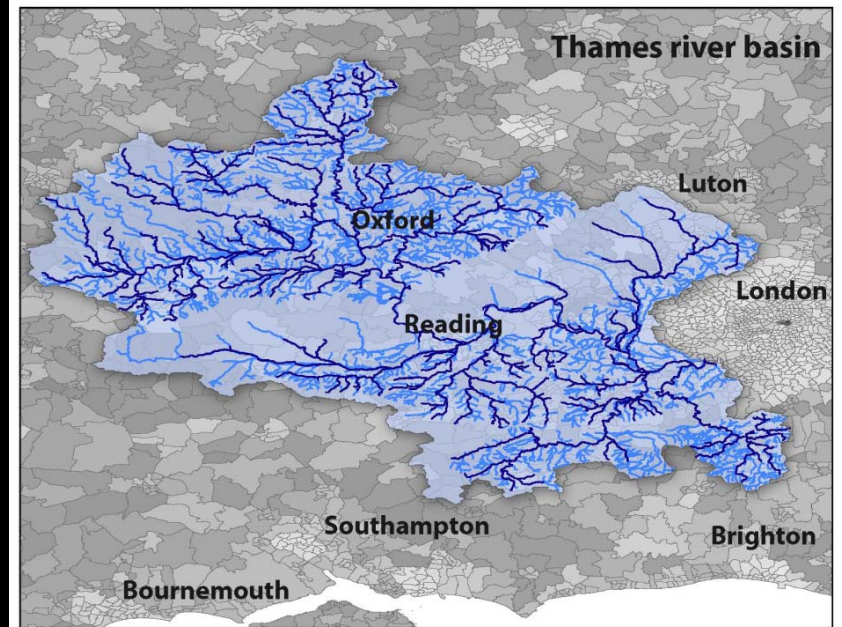 Thames river basin
Luton
Oxford
London
Reading
Southampton
Brighton
Bournemouth